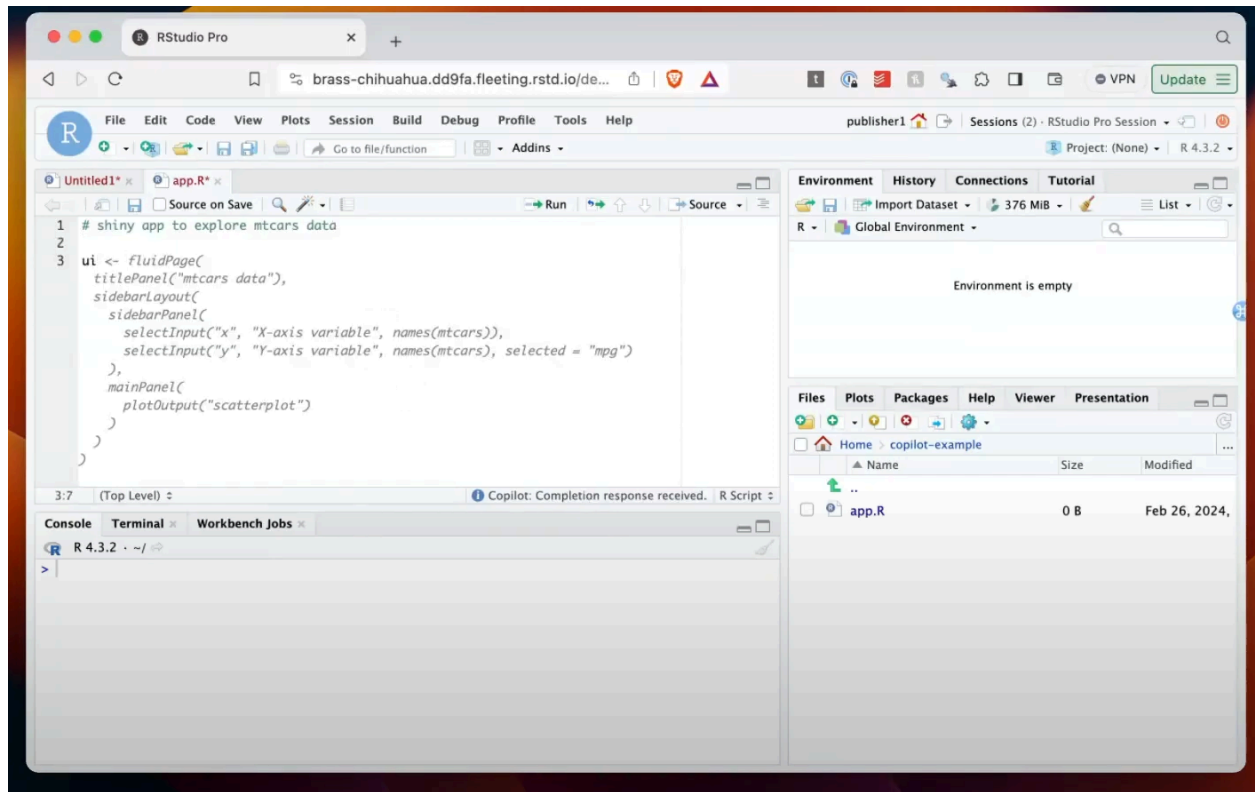 R RStudio Pro × +
brass-chihuahua.dd9fa.fleeting.rstd.io/de... VPN Update
R
File Edit Code View Plots Session Build Debug Profile Tools Help
publisher1 Sessions (2) · RStudio Pro Session
Go to file/function Addins
Project: (None) R 4.3.2
Untitled1* × app.R* ×
Source on Save Run Source
1 # shiny app to explore mtcars data
2
3 ui <- fluidPage(
titlePanel("mtcars data"),
sidebarLayout(
sidebarPanel(
selectInput("x", "X-axis variable", names(mtcars)),
selectInput("y", "Y-axis variable", names(mtcars), selected = "mpg")
),
mainPanel(
plotOutput("scatterplot")
)
)
)
3:7 (Top Level) Copilot: Completion response received. R Script
Console Terminal × Workbench Jobs ×
R 4.3.2 · ~/
>
Environment History Connections Tutorial
Import Dataset 376 MiB List
R Global Environment
Environment is empty
Files Plots Packages Help Viewer Presentation
Home copilot-example ...
Name Size Modified
..
app.R 0 B Feb 26, 2024,